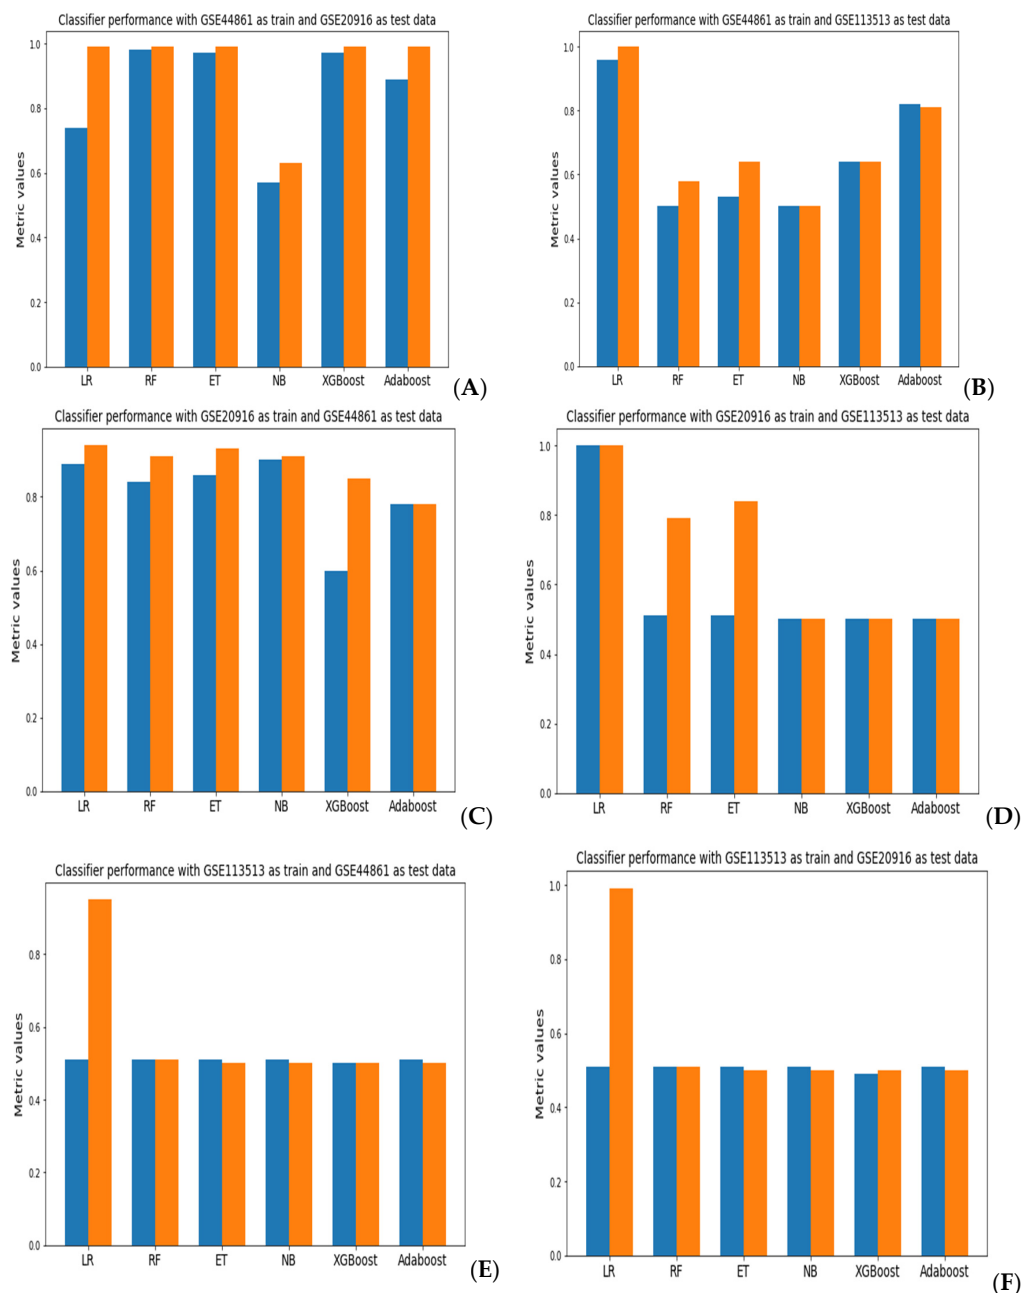 Classifier performance with GSE44861 as train and GSE20916 as test data
Metric values
1.0
0.8
0.6
0.4
0.2
0.0
LR RF ET NB XGBoost Adaboost
(A)
Classifier performance with GSE44861 as train and GSE113513 as test data
Metric values
1.0
0.8
0.6
0.4
0.2
0.0
LR RF ET NB XGBoost Adaboost
(B)
Classifier performance with GSE20916 as train and GSE44861 as test data
Metric values
0.8
0.6
0.4
0.2
0.0
LR RF ET NB XGBoost Adaboost
(C)
Classifier performance with GSE20916 as train and GSE113513 as test data
Metric values
1.0
0.8
0.6
0.4
0.2
0.0
LR RF ET NB XGBoost Adaboost
(D)
Classifier performance with GSE113513 as train and GSE44861 as test data
Metric values
0.8
0.6
0.4
0.2
0.0
LR RF ET NB XGBoost Adaboost
(E)
Classifier performance with GSE113513 as train and GSE20916 as test data
Metric values
1.0
0.8
0.6
0.4
0.2
0.0
LR RF ET NB XGBoost Adaboost
(F)